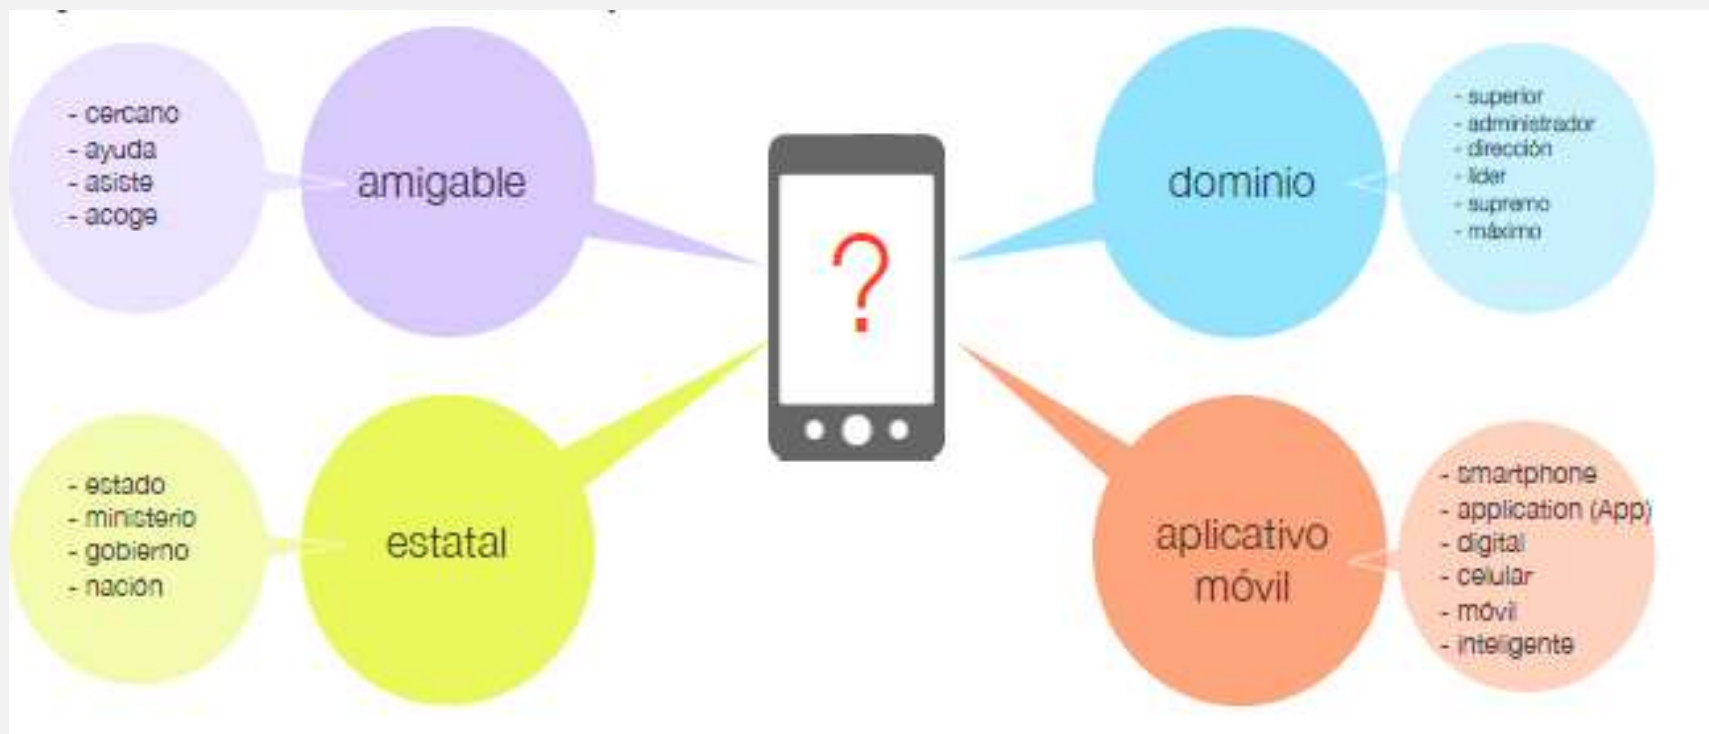 - cercano
- ayuda
- asiste
- acoge
amigable
?
dominio
- superior
- administrador
- dirección
- líder
- supremo
- máximo
- estado
- ministerio
- gobierno
- nación
estatal
aplicativo
móvil
- smartphone
- application (App)
- digital
- celular
- móvil
- inteligente